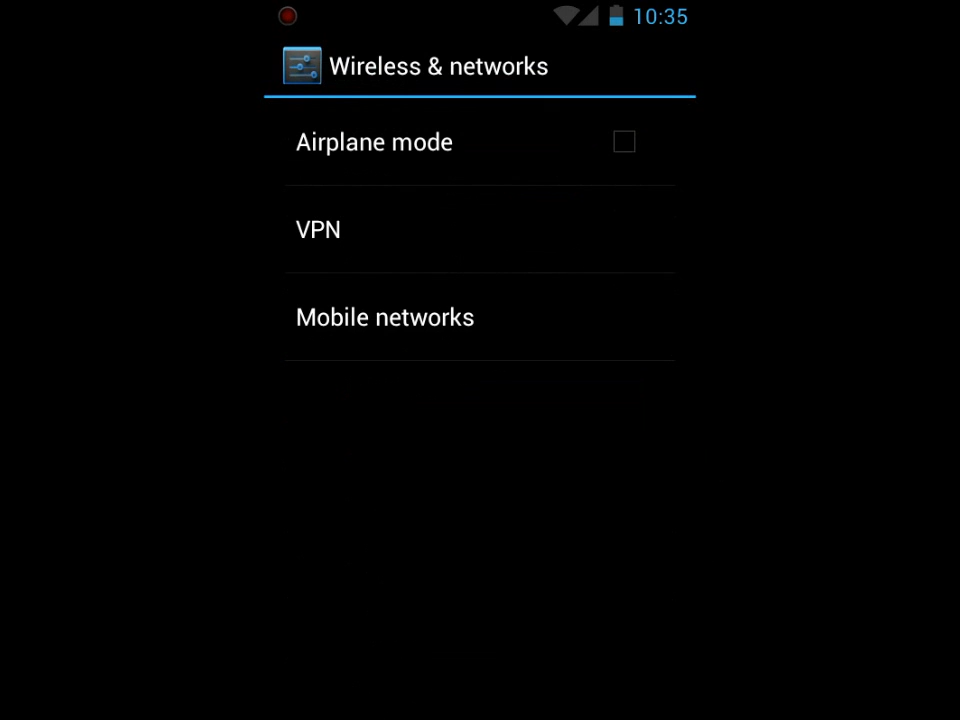 10:35
Wireless & networks
Airplane mode
VPN
Mobile networks